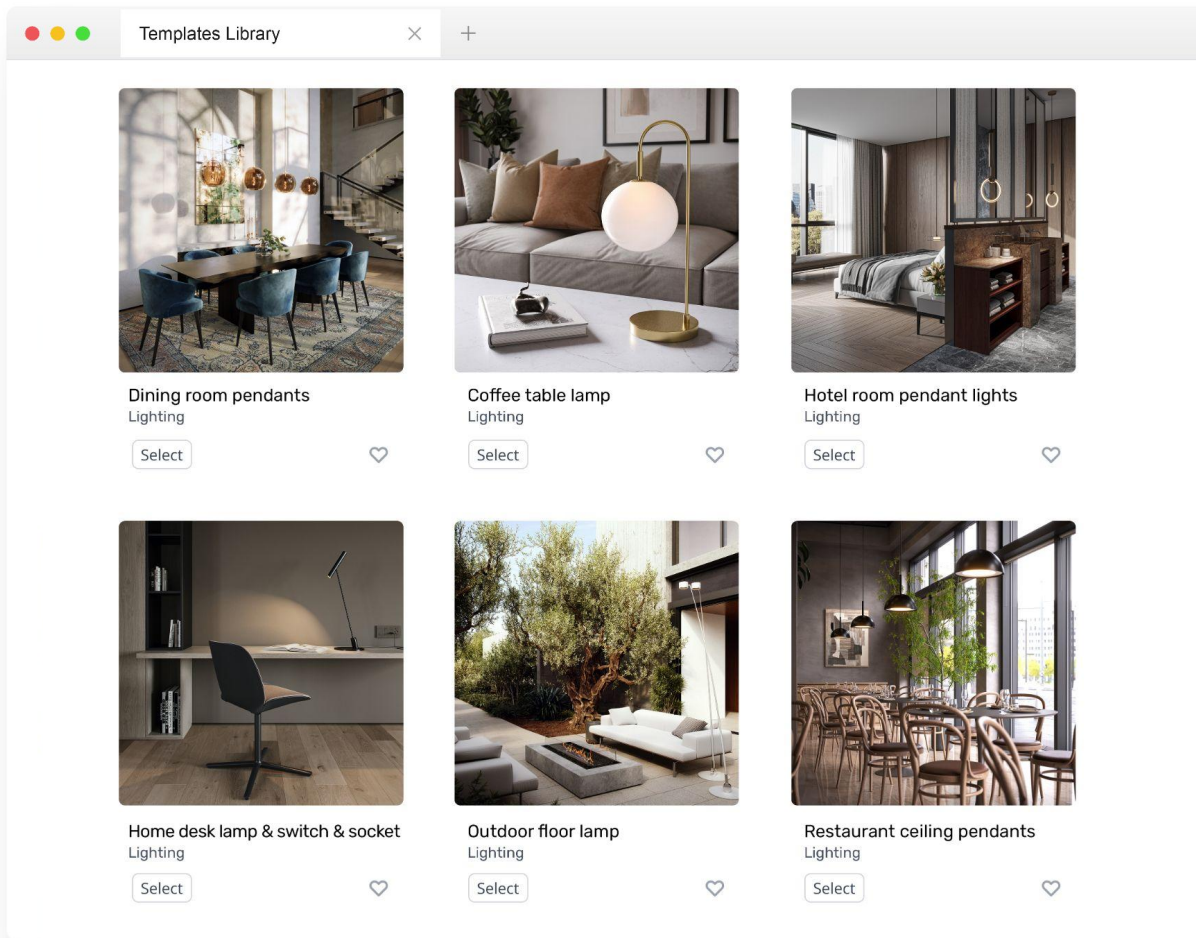 Templates Library
Dining room pendants
Lighting
Select
Coffee table lamp
Lighting
Select
Hotel room pendant lights
Lighting
Select
Home desk lamp & switch & socket
Lighting
Select
Outdoor floor lamp
Lighting
Select
Restaurant ceiling pendants
Lighting
Select